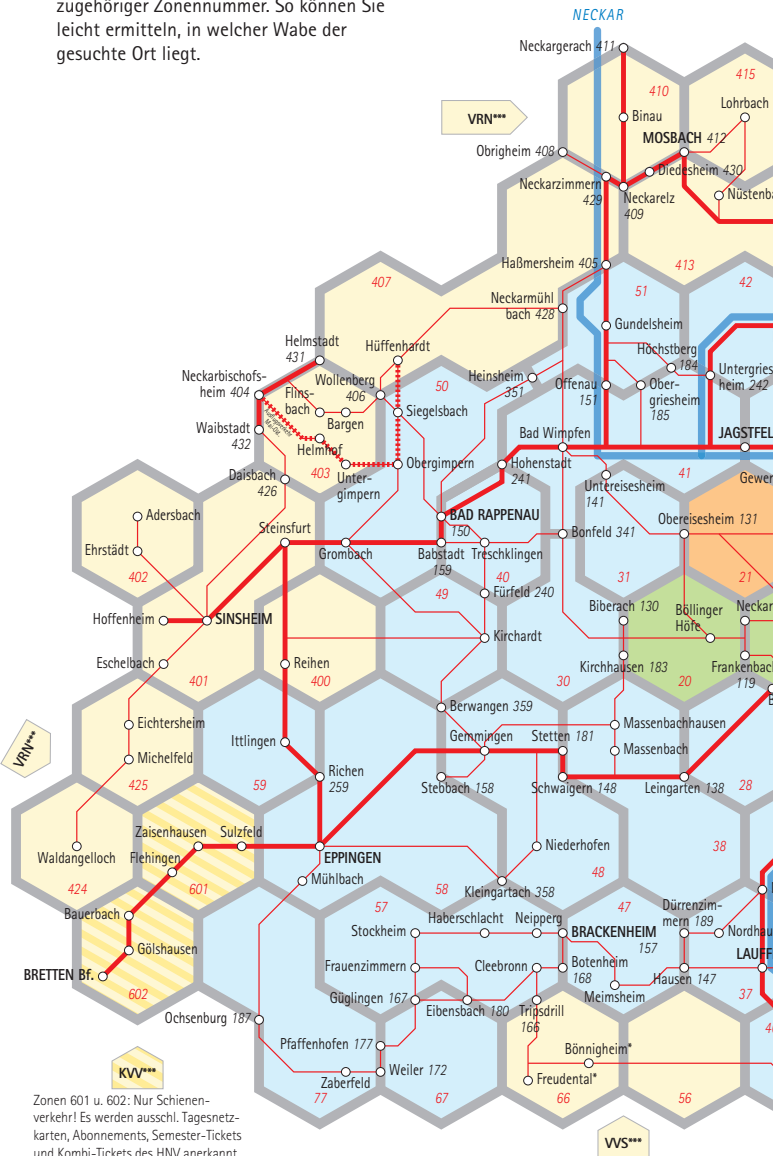 zugehöriger Zonennummer. So können Sie
leicht ermitteln, in welcher Wabe der
gesuchte Ort liegt.
NECKAR
Neckargerach 411
410
415
VRN***
Binau
Lohrbach
MOSBACH 412
Obrigheim 408
Diedesheim 430
Neckarzimmern
429
Neckarelz
409
Nüstenba
Haßmersheim 405
413
407
51
42
Neckarmühl
bach 428
Gundelsheim
Helmstadt
431
Hüffenhardt
Höchstberg
184
Neckarbischofs-
heim 404
Flins-
bach
Wollenberg
406
50
Heinsheim
351
Offenau
151
Ober-
griesheim
185
Untergries
heim 242
Bargen
Siegelsbach
Waibstadt
432
Helmhof
Bad Wimpfen
JAGSTFEL
Daisbach
426
403
Unter-
gimpern
Obergimpern
Hohenstadt
241
41
Untereisesheim
141
Gewer
Adersbach
BAD RAPPENAU
150
Obereisesheim 131
Steinsfurt
Ehrstädt
Grombach
Babstadt
159
Treschklingen
Bonfeld 341
402
40
31
21
49
Fürfeld 240
Biberach 130
Böllinger
Höfe
Neckar
Hoffenheim
SINSHEIM
Kirchardt
Eschelbach
Reihen
Kirchhausen 183
Frankenbach
119
401
400
30
20
B
Berwangen 359
Eichtersheim
Massenbachhausen
VRN***
Ittlingen
Gemmingen
Stetten 181
Michelfeld
Massenbach
Richen
259
425
59
Stebbach 158
Schwaigern 148
Leingarten 138
28
Zaisenhausen
Sulzfeld
Waldangelloch
Flehingen
EPPINGEN
Niederhofen
38
Mühlbach
48
424
601
58
Kleingartach 358
57
47
Dürrenzim-
mern 189
Bauerbach
Haberschlacht
Neipperg
Stockheim
BRACKENHEIM
157
Nordhau
Gölshausen
LAUFF
Frauenzimmern
Cleebronn
Botenheim
168
BRETTEN Bf.
Hausen 147
602
Güglingen 167
Meimsheim
37
Eibensbach 180
Tripsdrill
166
Ochsenburg 187
Pfaffenhofen 177
Bönnigheim*
KVV***
Weiler 172
Zaberfeld
Freudental*
77
67
66
56
Zonen 601 u. 602: Nur Schienen-
verkehr! Es werden ausschl. Tagesnetz-
karten, Abonnements, Semester-Tickets
und Kombi-Tickets des HNV anerkannt
VVS***